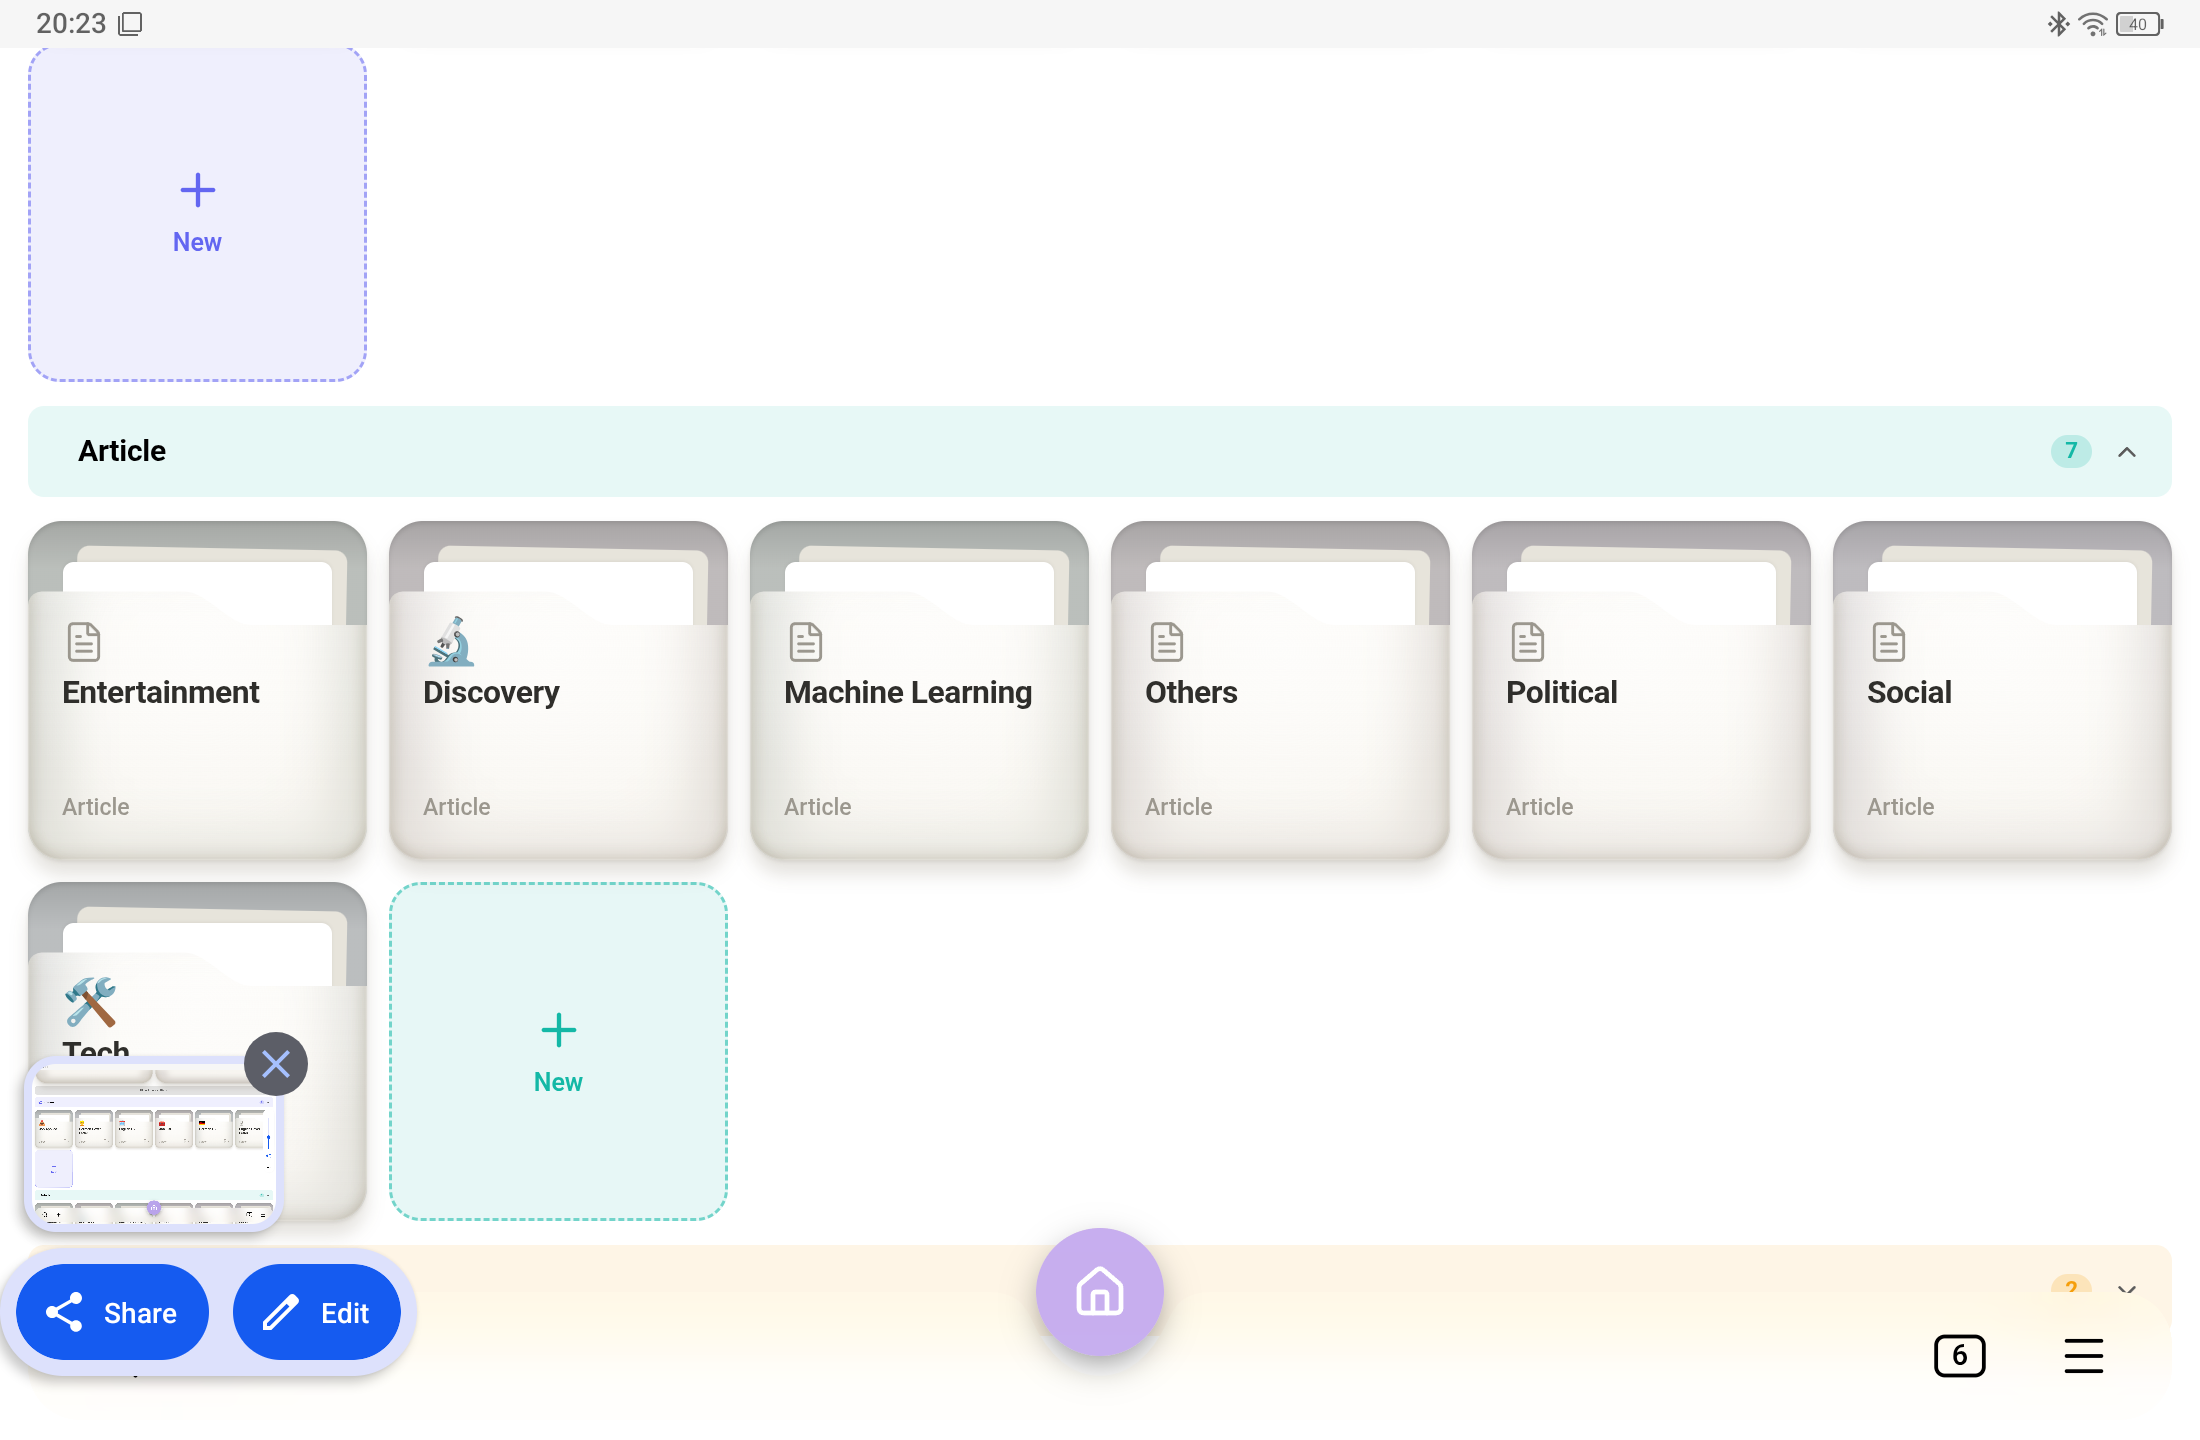 20:23
40
New
Article
7
Entertainment
Discovery
Machine Learning
Others
Political
Social
Article
Article
Article
Article
Article
Article
Tech
New
2
Share
Edit
6